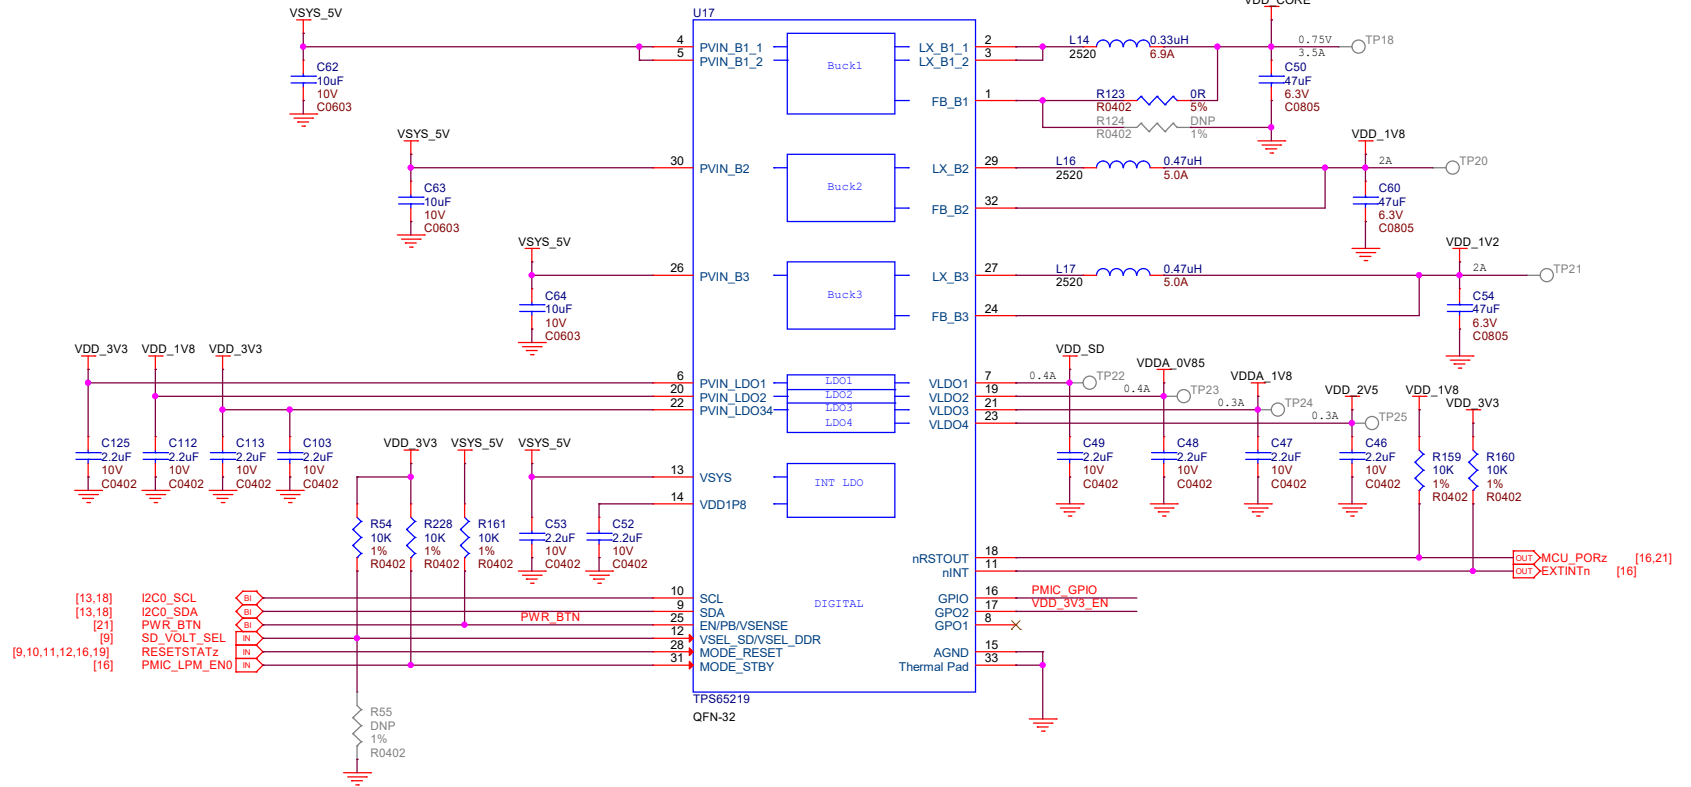 VSYS_5V
C62
10uF
10V
C0603
VSYS_5V
C63
10uF
10V
C0603
VSYS_5V
C64
10uF
10V
C0603
VDD_3V3
VDD_1V8
VDD_3V3
C125
2.2uF
10V
C0402
C112
2.2uF
10V
C0402
C113
2.2uF
10V
C0402
C103
2.2uF
10V
C0402
VDD_3V3
VSYS_5V
VSYS_5V
R54
10K
1%
R0402
R228
10K
1%
R0402
R161
10K
1%
R0402
C53
2.2uF
10V
C0402
C52
2.2uF
10V
C0402
[13,18] I2C0_SCL BI
[13,18] I2C0_SDA BI
[21] PWR_BTN BI
PWR_BTN
[9] SD_VOLT_SEL IN
[9,10,11,12,16,19] RESETSTATz IN
[16] PMIC_LPM_EN0 IN
R55
DNP
1%
R0402
U17
4 PVIN_B1_1
5 PVIN_B1_2
Buck1
LX_B1_1 2
LX_B1_2 3
FB_B1 1
30 PVIN_B2
Buck2
LX_B2 29
FB_B2 32
26 PVIN_B3
Buck3
LX_B3 27
FB_B3 24
6 PVIN_LDO1
20 PVIN_LDO2
22 PVIN_LDO34
LDO1
LDO2
LDO3
LDO4
VLDO1 7
VLDO2 19
VLDO3 21
VLDO4 23
13 VSYS
14 VDD1P8
INT LDO
nRSTOUT 18
nINT 11
10 SCL
9 SDA
25 EN/PB/VSENSE
12 VSEL_SD/VSEL_DDR
28 MODE_RESET
31 MODE_STBY
DIGITAL
GPIO 16
GPO2 17
GPO1 8
AGND 15
Thermal Pad 33
TPS65219
QFN-32
VDD_CORE
L14 0.33uH
2520 6.9A
0.75V
3.5A
TP18
C50
47uF
6.3V
C0805
R123 0R
R0402 5%
R124 DNP
R0402 1%
VDD_1V8
L16 0.47uH
2520 5.0A
2A
TP20
C60
47uF
6.3V
C0805
VDD_1V2
L17 0.47uH
2520 5.0A
2A
TP21
C54
47uF
6.3V
C0805
VDD_SD
0.4A
TP22
VDDA_0V85
0.4A
TP23
VDDA_1V8
0.3A
TP24
VDD_2V5
0.3A
TP25
VDD_1V8
VDD_3V3
C49
2.2uF
10V
C0402
C48
2.2uF
10V
C0402
C47
2.2uF
10V
C0402
C46
2.2uF
10V
C0402
R159
10K
1%
R0402
R160
10K
1%
R0402
OUT MCU_PORz [16,21]
OUT EXTINTn [16]
PMIC_GPIO
VDD_3V3_EN